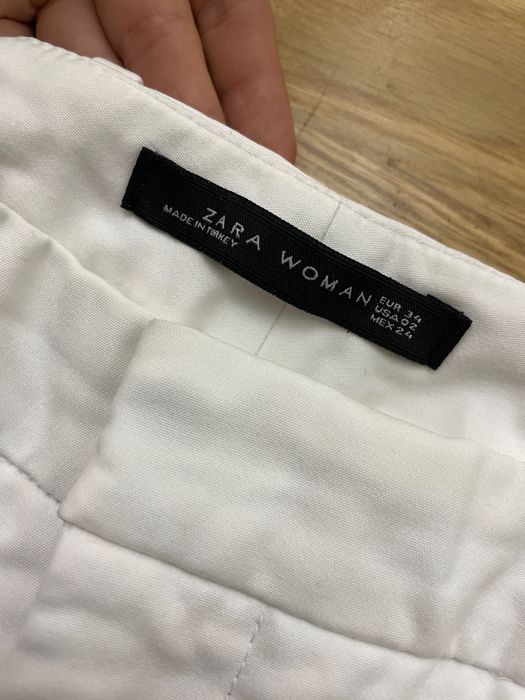 ZARA WOMAN
MADE IN TURKEY
EUR 34
USA 02
MEX 24